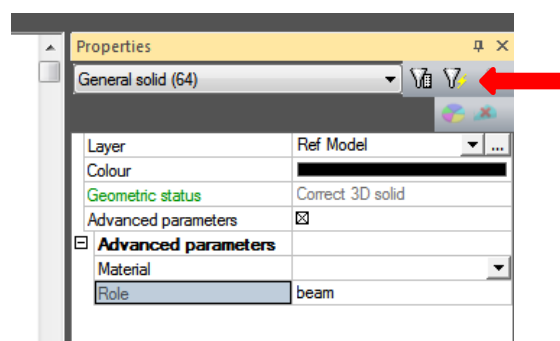 Properties
General solid (64)
Layer Ref Model ...
Colour
Geometric status Correct 3D solid
Advanced parameters
Advanced parameters
Material
Role beam